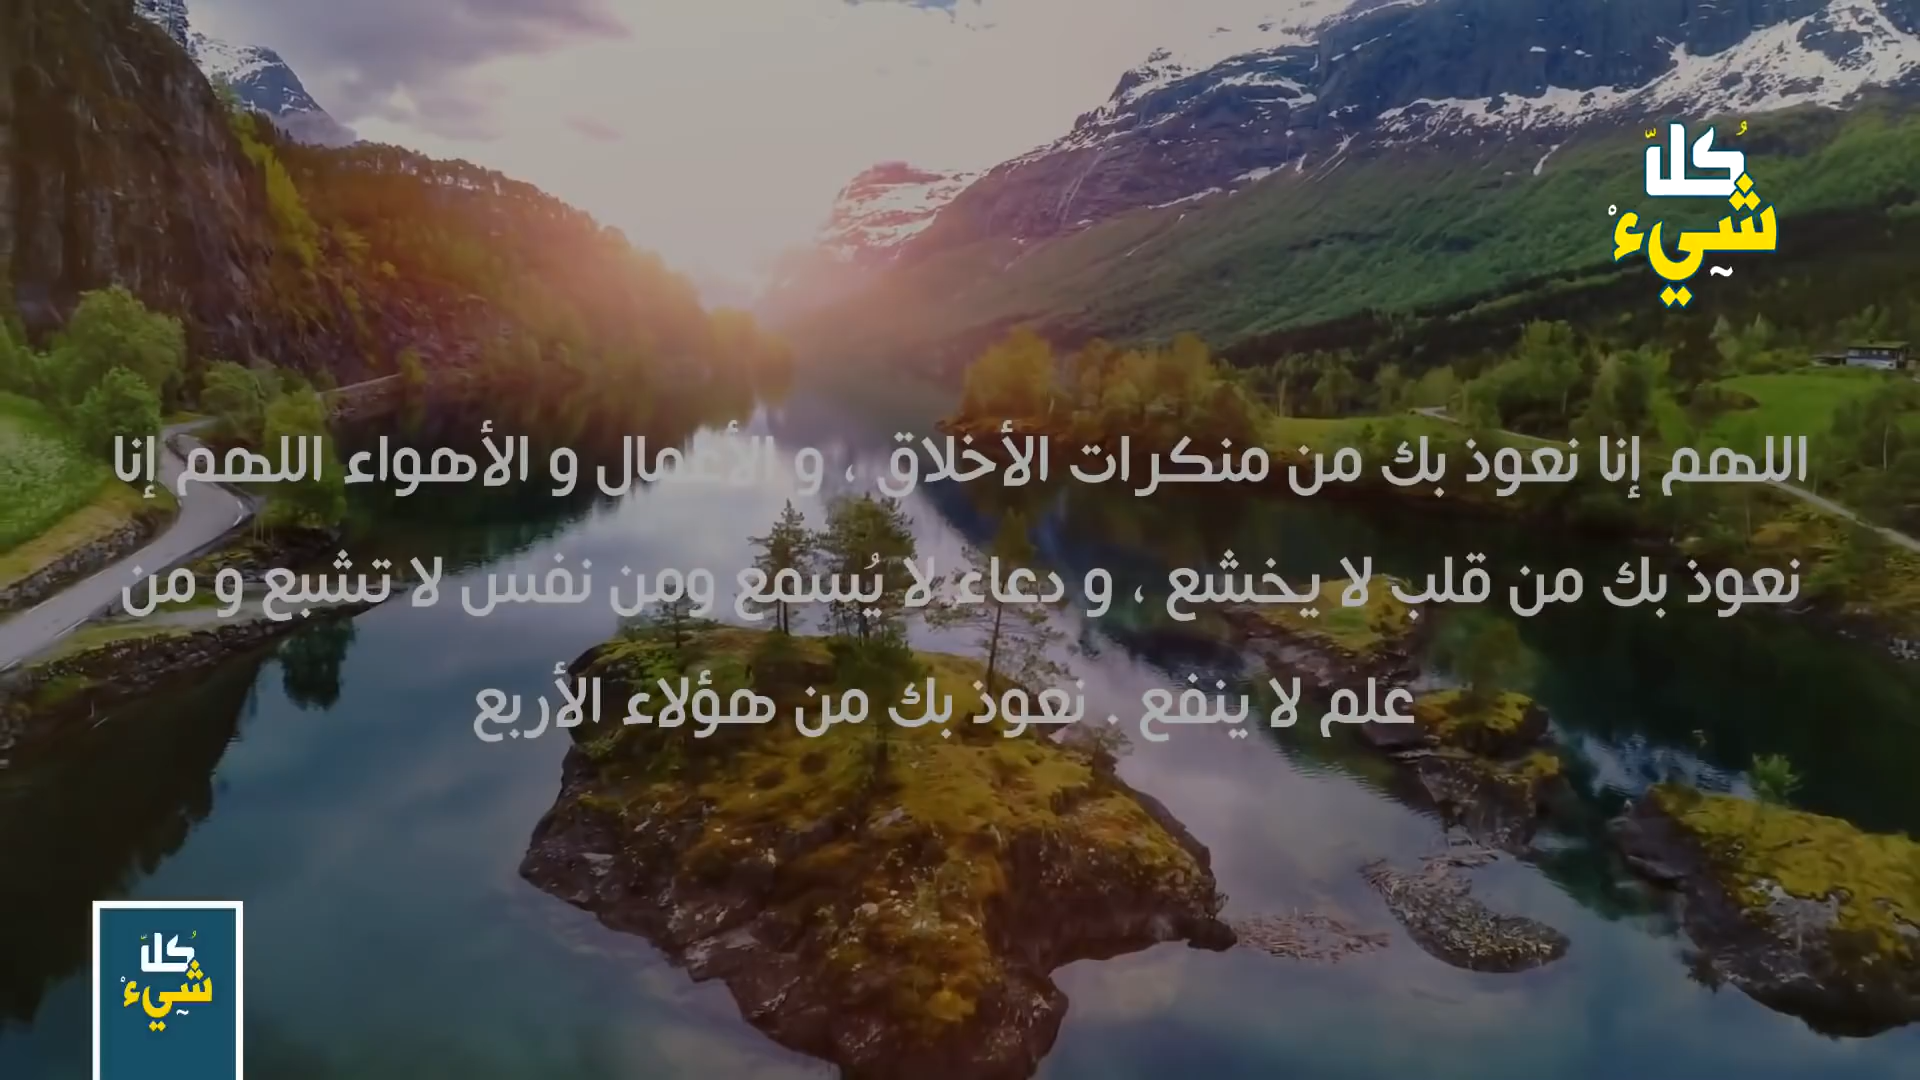 كلّ
شيء
اللهم إنا نعوذ بك من منكرات الأخلاق ، و الأعمال و الأهواء اللهم إنا
نعوذ بك من قلب لا يخشع ، و دعاء لا يُسمع ومن نفس لا تشبع و من
علم لا ينفع . نعوذ بك من هؤلاء الأربع
كلّ
شيء